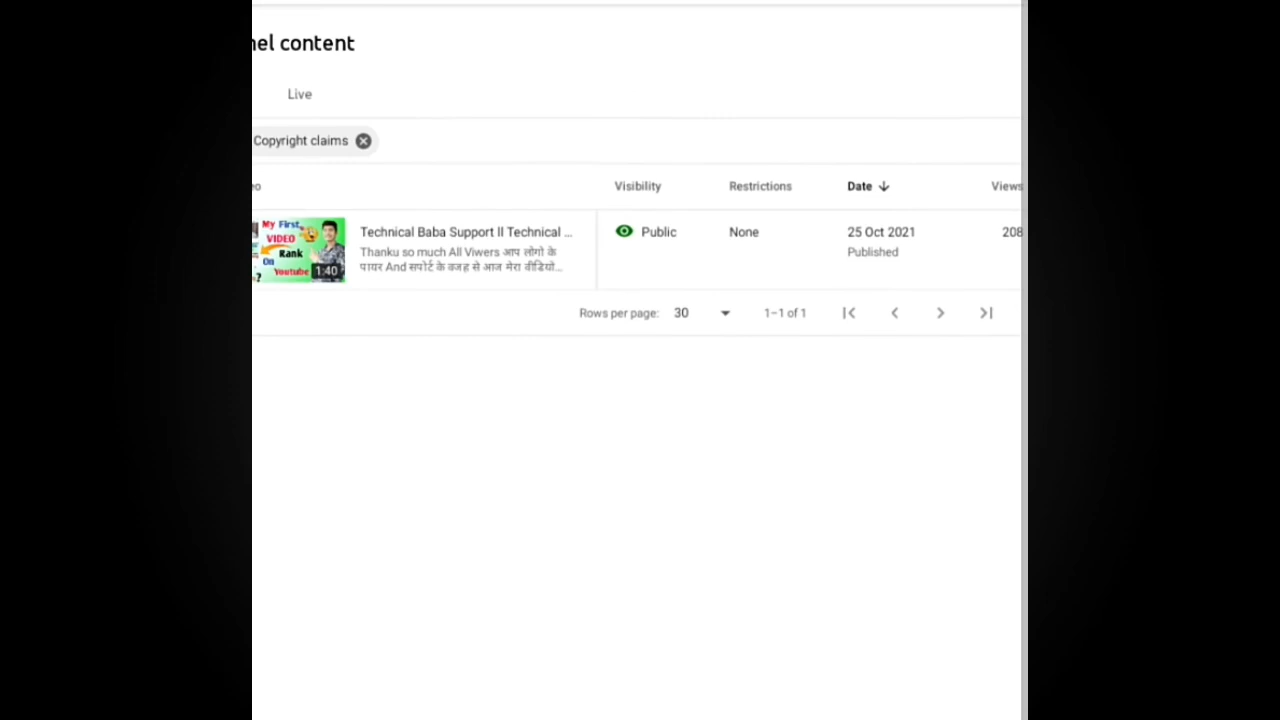 nel content
Live
Copyright claims
eo Visibility Restrictions Date Views
My First
VIDEO
Rank
On
Youtube
?
1:40
Technical Baba Support ll Technical ...
Thanku so much All Viwers आप लोगो के
पायर And सपोर्ट के वजह से आज मेरा वीडियो...
Public
None
25 Oct 2021
Published
208
Rows per page: 30 1–1 of 1